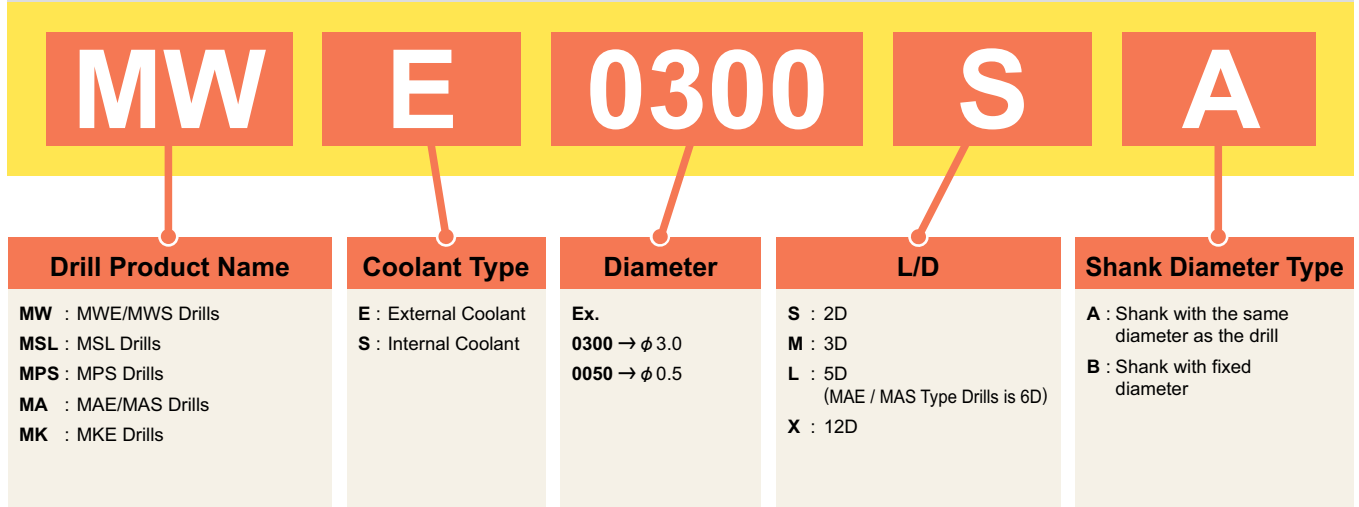 MW E 0300 S A
Drill Product Name
MW : MWE/MWS Drills
MSL : MSL Drills
MPS : MPS Drills
MA : MAE/MAS Drills
MK : MKE Drills
Coolant Type
E : External Coolant
S : Internal Coolant
Diameter
Ex.
0300 → ϕ 3.0
0050 → ϕ 0.5
L/D
S : 2D
M : 3D
L : 5D
(MAE / MAS Type Drills is 6D)
X : 12D
Shank Diameter Type
A : Shank with the same
diameter as the drill
B : Shank with fixed
diameter